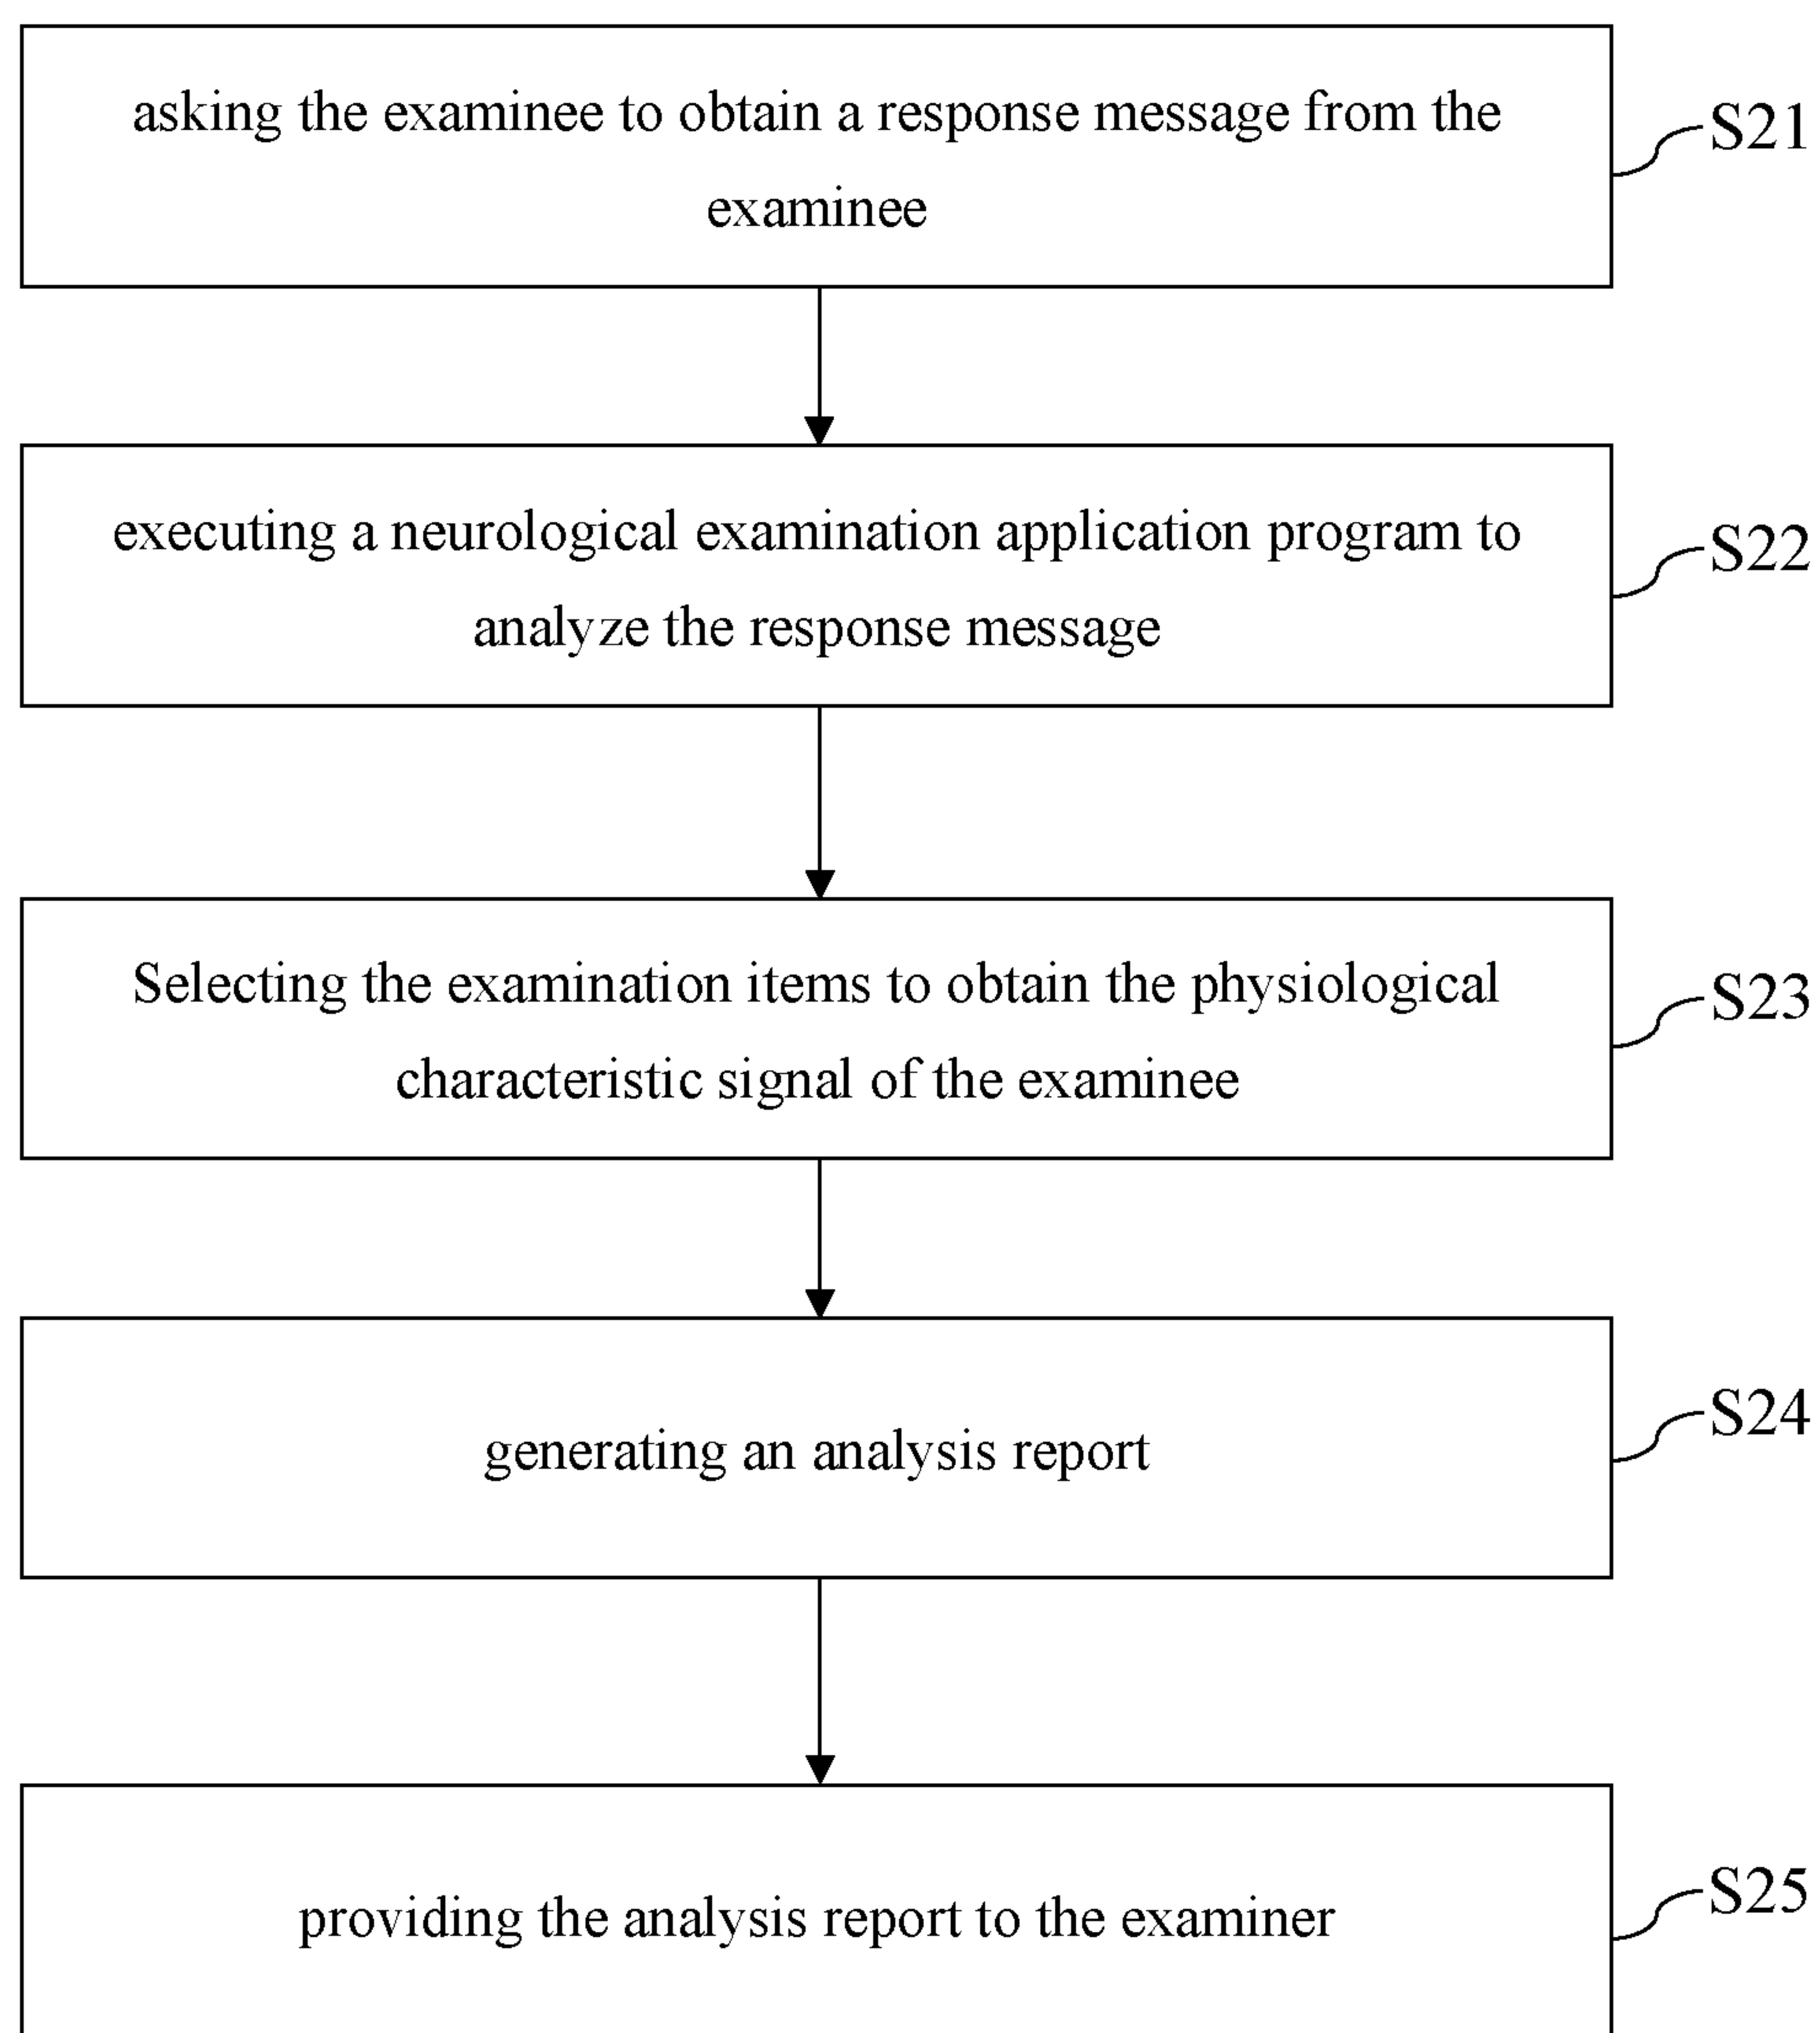 asking the examinee to obtain a response message from the
examinee
S21
executing a neurological examination application program to
analyze the response message
S22
Selecting the examination items to obtain the physiological
characteristic signal of the examinee
S23
generating an analysis report
S24
providing the analysis report to the examiner
S25